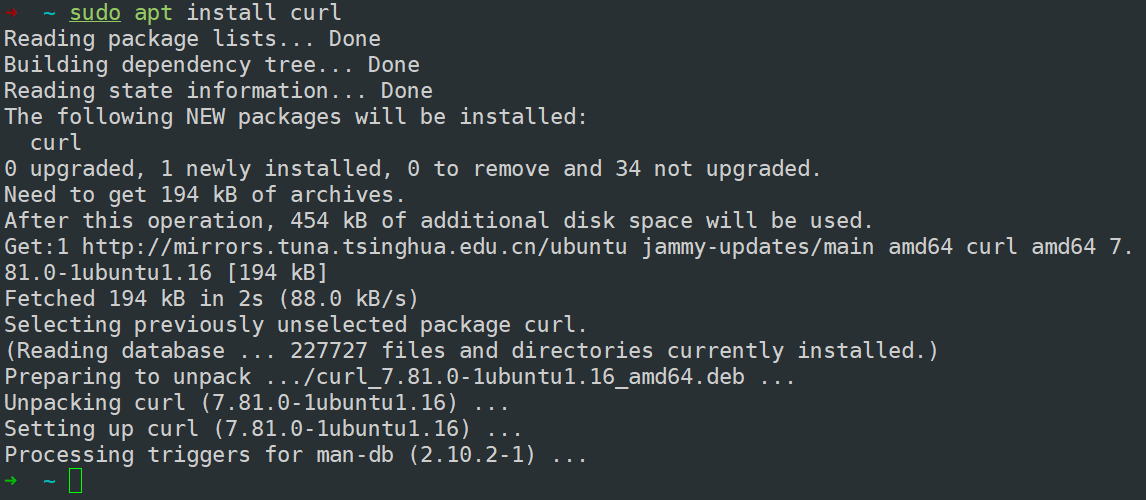 ➜  ~ sudo apt install curl
Reading package lists... Done
Building dependency tree... Done
Reading state information... Done
The following NEW packages will be installed:
  curl
0 upgraded, 1 newly installed, 0 to remove and 34 not upgraded.
Need to get 194 kB of archives.
After this operation, 454 kB of additional disk space will be used.
Get:1 http://mirrors.tuna.tsinghua.edu.cn/ubuntu jammy-updates/main amd64 curl amd64 7.
81.0-1ubuntu1.16 [194 kB]
Fetched 194 kB in 2s (88.0 kB/s)
Selecting previously unselected package curl.
(Reading database ... 227727 files and directories currently installed.)
Preparing to unpack .../curl_7.81.0-1ubuntu1.16_amd64.deb ...
Unpacking curl (7.81.0-1ubuntu1.16) ...
Setting up curl (7.81.0-1ubuntu1.16) ...
Processing triggers for man-db (2.10.2-1) ...
➜  ~